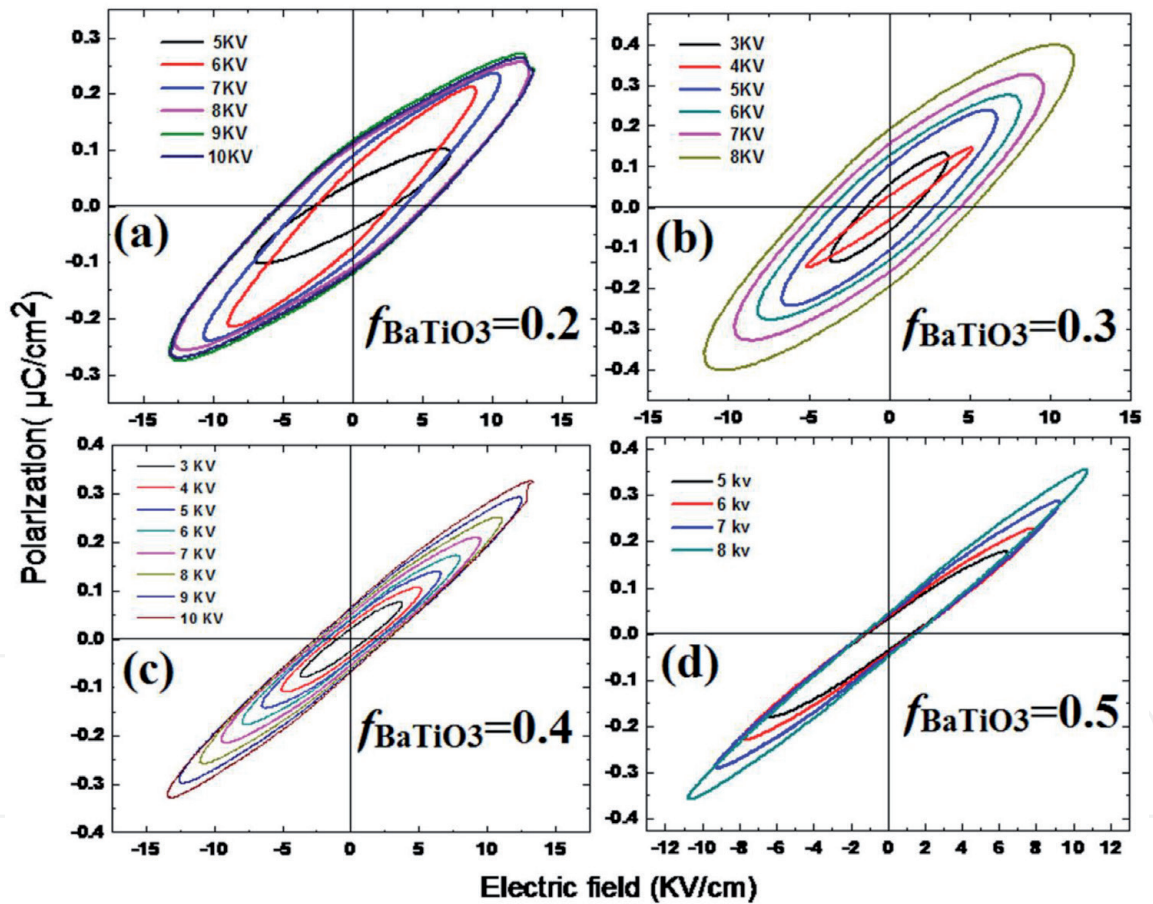 Polarization( μC/cm²)
0.3
0.2
0.1
0.0
-0.1
-0.2
-0.3
5KV
6KV
7KV
8KV
9KV
10KV
(a)
fBaTiO3=0.2
-15 -10 -5 0 5 10 15
0.4
0.3
0.2
0.1
0.0
-0.1
-0.2
-0.3
-0.4
3KV
4KV
5KV
6KV
7KV
8KV
(b)
fBaTiO3=0.3
-15 -10 -5 0 5 10 15
0.4
0.3
0.2
0.1
0.0
-0.1
-0.2
-0.3
-0.4
3 KV
4 KV
5 KV
6 KV
7 KV
8 KV
9 KV
10 KV
(c)
fBaTiO3=0.4
-15 -10 -5 0 5 10 15
0.4
0.3
0.2
0.1
0.0
-0.1
-0.2
-0.3
-0.4
5 kv
6 kv
7 kv
8 kv
(d)
fBaTiO3=0.5
-12 -10 -8 -6 -4 -2 0 2 4 6 8 10 12
Electric field (KV/cm)